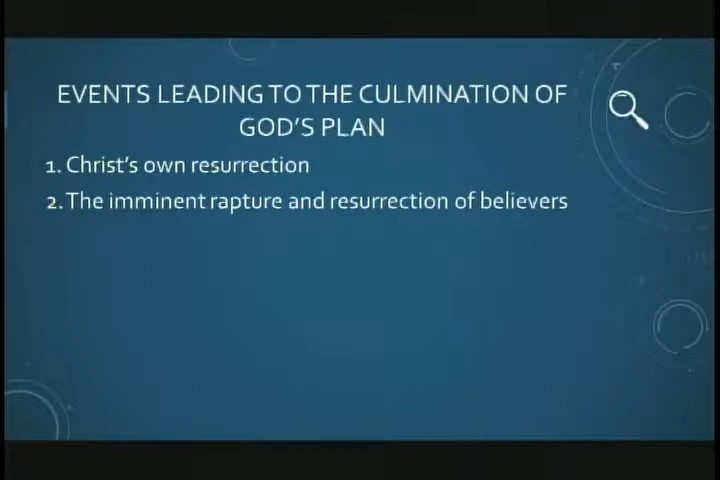 EVENTS LEADING TO THE CULMINATION OF
GOD'S PLAN
1. Christ's own resurrection
2. The imminent rapture and resurrection of believers